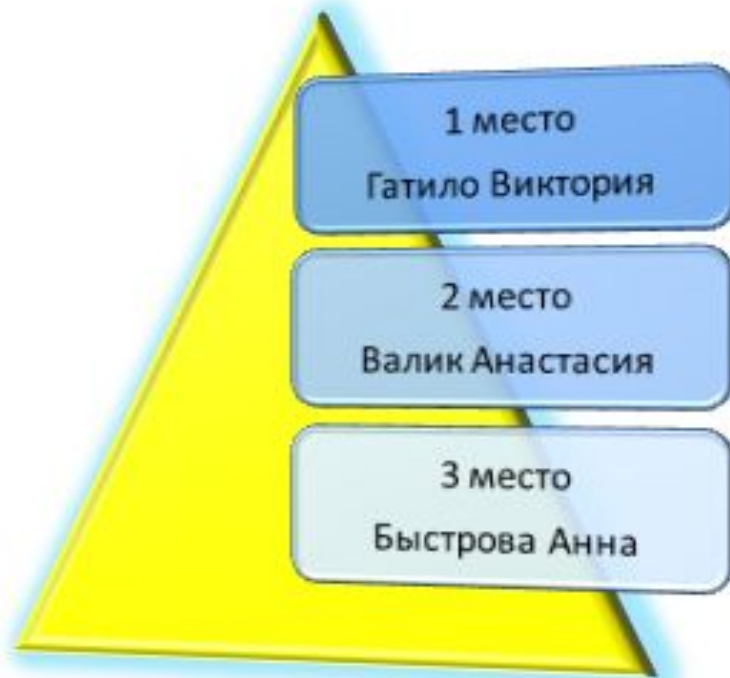 1 место
Гатило Виктория
2 место
Валик Анастасия
3 место
Быстрова Анна